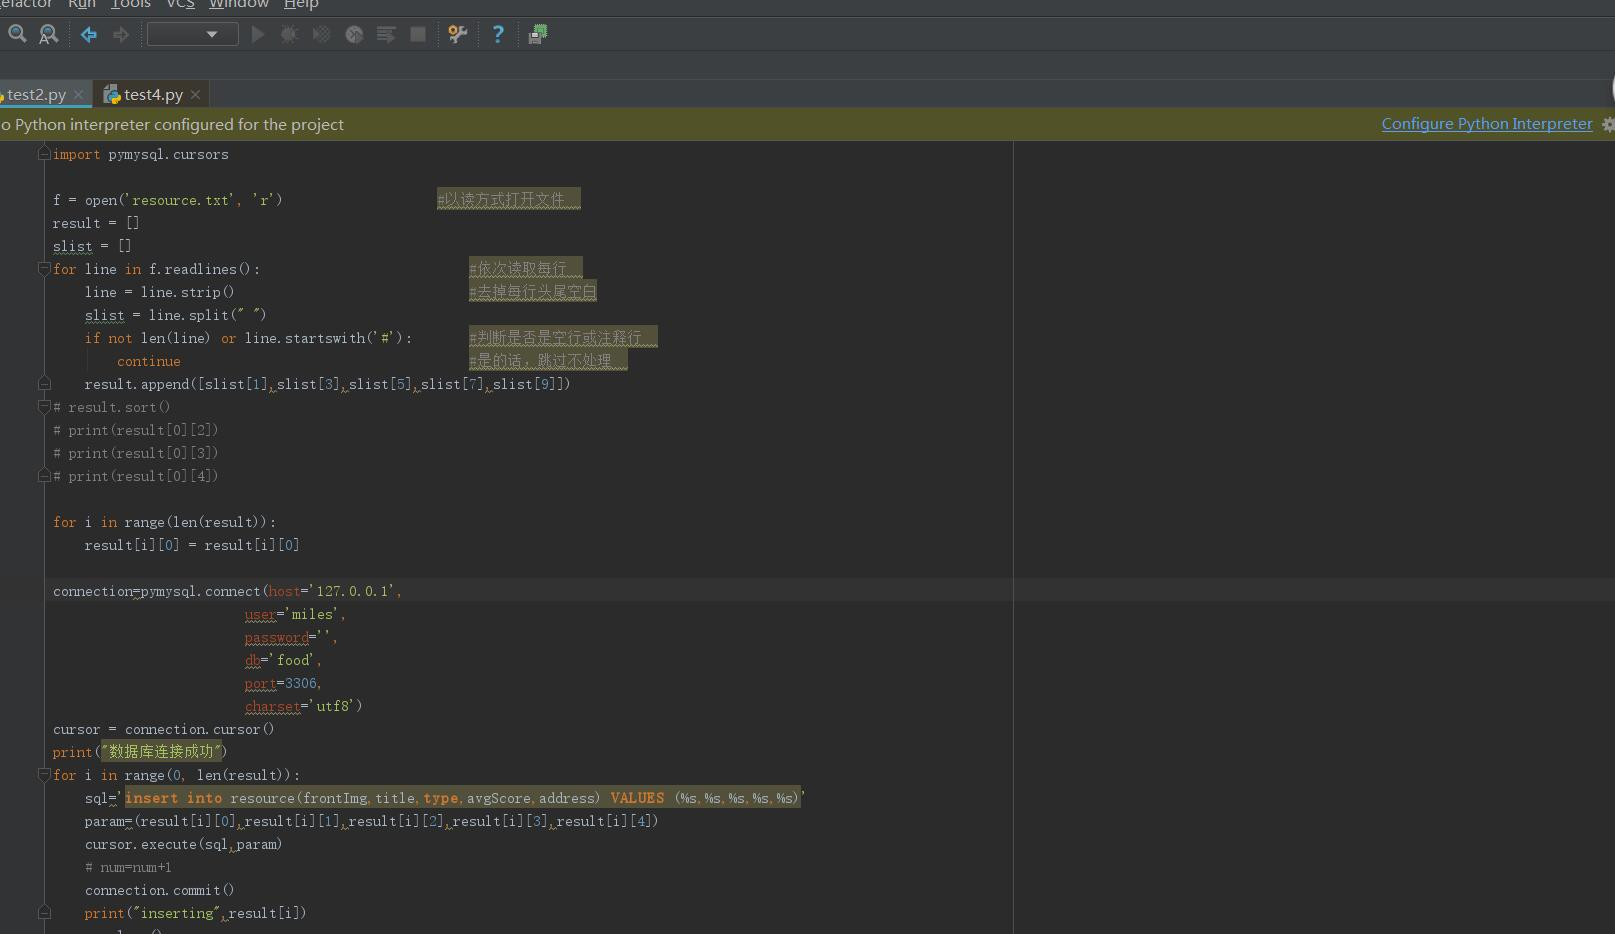 Run Tools VCS Window Help
test2.py test4.py
o Python interpreter configured for the project Configure Python Interpreter
import pymysql.cursors
f = open('resource.txt', 'r') #以读方式打开文件
result = []
slist = []
for line in f.readlines(): #依次读取每行
line = line.strip() #去掉每行头尾空白
slist = line.split(" ")
if not len(line) or line.startswith('#'): #判断是否是空行或注释行
continue #是的话，跳过不处理
result.append([slist[1],slist[3],slist[5],slist[7],slist[9]])
# result.sort()
# print(result[0][2])
# print(result[0][3])
# print(result[0][4])
for i in range(len(result)):
result[i][0] = result[i][0]
connection=pymysql.connect(host='127.0.0.1',
user='miles',
password='',
db='food',
port=3306,
charset='utf8')
cursor = connection.cursor()
print("数据库连接成功")
for i in range(0, len(result)):
sql='insert into resource(frontImg,title,type,avgScore,address) VALUES (%s,%s,%s,%s,%s)'
param=(result[i][0],result[i][1],result[i][2],result[i][3],result[i][4])
cursor.execute(sql,param)
# num=num+1
connection.commit()
print("inserting",result[i])